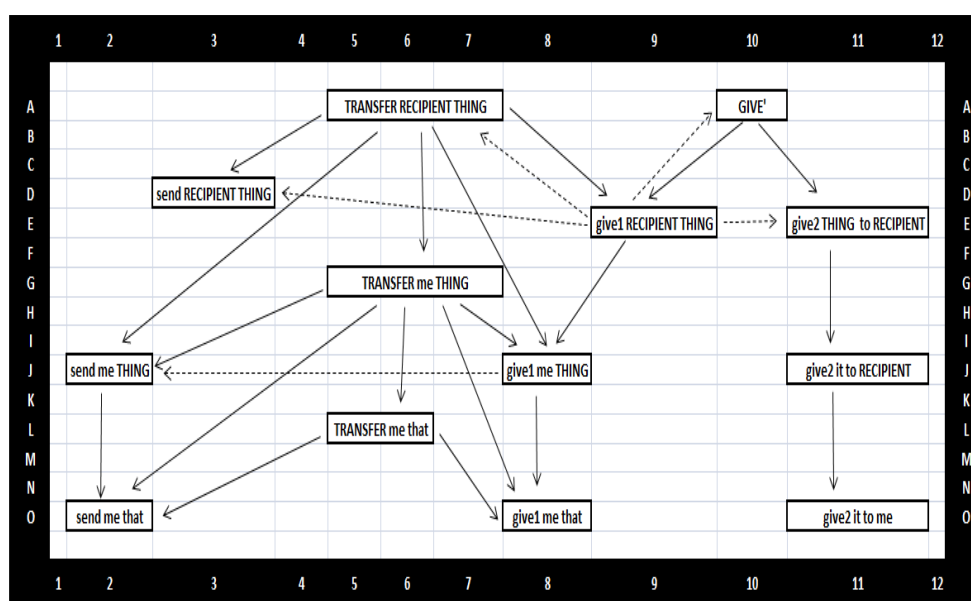 1 2 3 4 5 6 7 8 9 10 11 12
A TRANSFER RECIPIENT THING GIVE' A
B B
C C
D send RECIPIENT THING D
E give1 RECIPIENT THING give2 THING to RECIPIENT E
F F
G TRANSFER me THING G
H H
I I
J send me THING give1 me THING give2 it to RECIPIENT J
K K
L TRANSFER me that L
M M
N N
O send me that give1 me that give2 it to me O
1 2 3 4 5 6 7 8 9 10 11 12